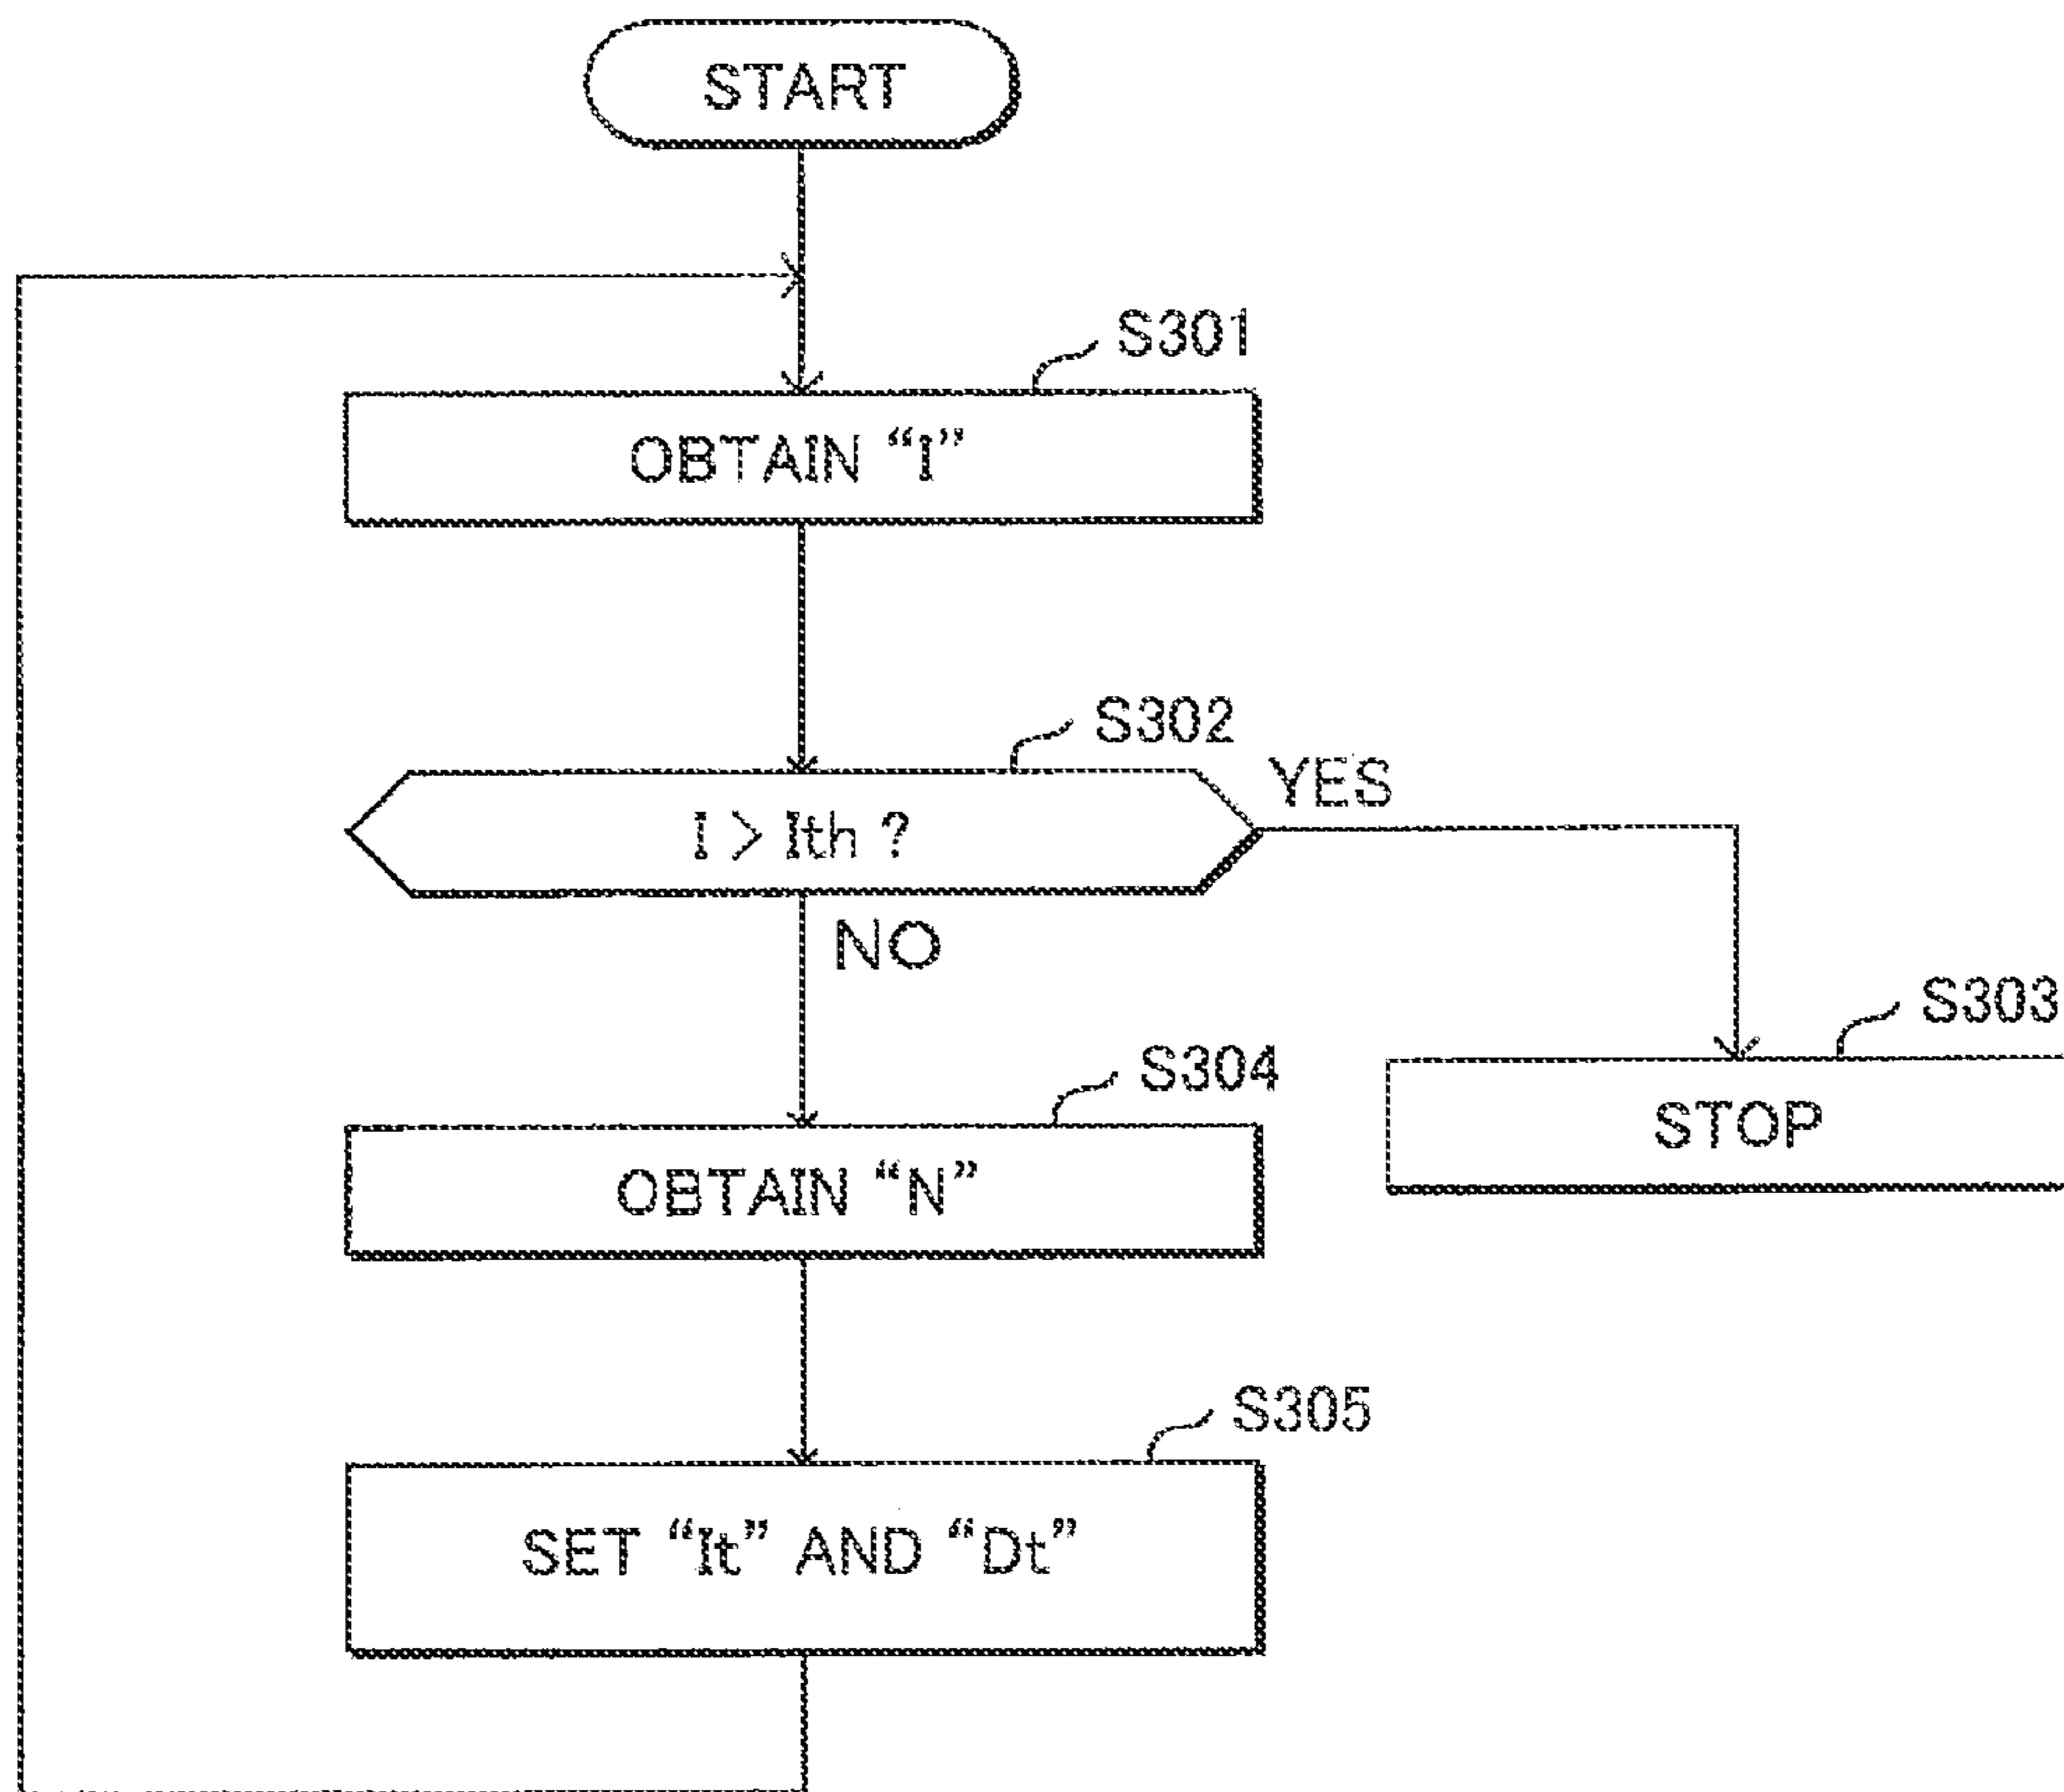 START
S301
OBTAIN “I”
S302
I > Ith ?
YES
NO
S303
STOP
S304
OBTAIN “N”
S305
SET “It” AND “Dt”